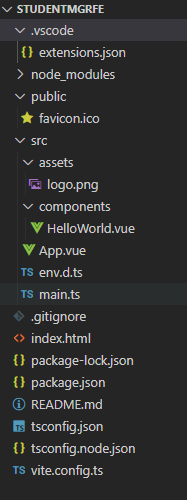 STUDENTMGRFE
.vscode
{ } extensions.json
node_modules
public
favicon.ico
src
assets
logo.png
components
HelloWorld.vue
App.vue
TS env.d.ts
TS main.ts
.gitignore
<> index.html
{ } package-lock.json
{ } package.json
README.md
TS tsconfig.json
{ } tsconfig.node.json
TS vite.config.ts